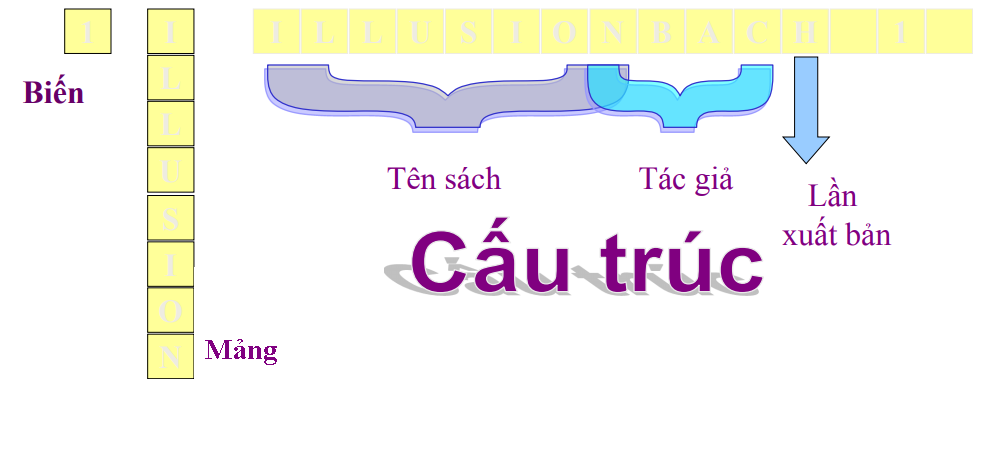 1
I
L
L
U
S
I
O
N
I L L U S I O N B A C H 1
Biến
Mảng
Tên sách
Tác giả
Lần
xuất bản
Cấu trúc